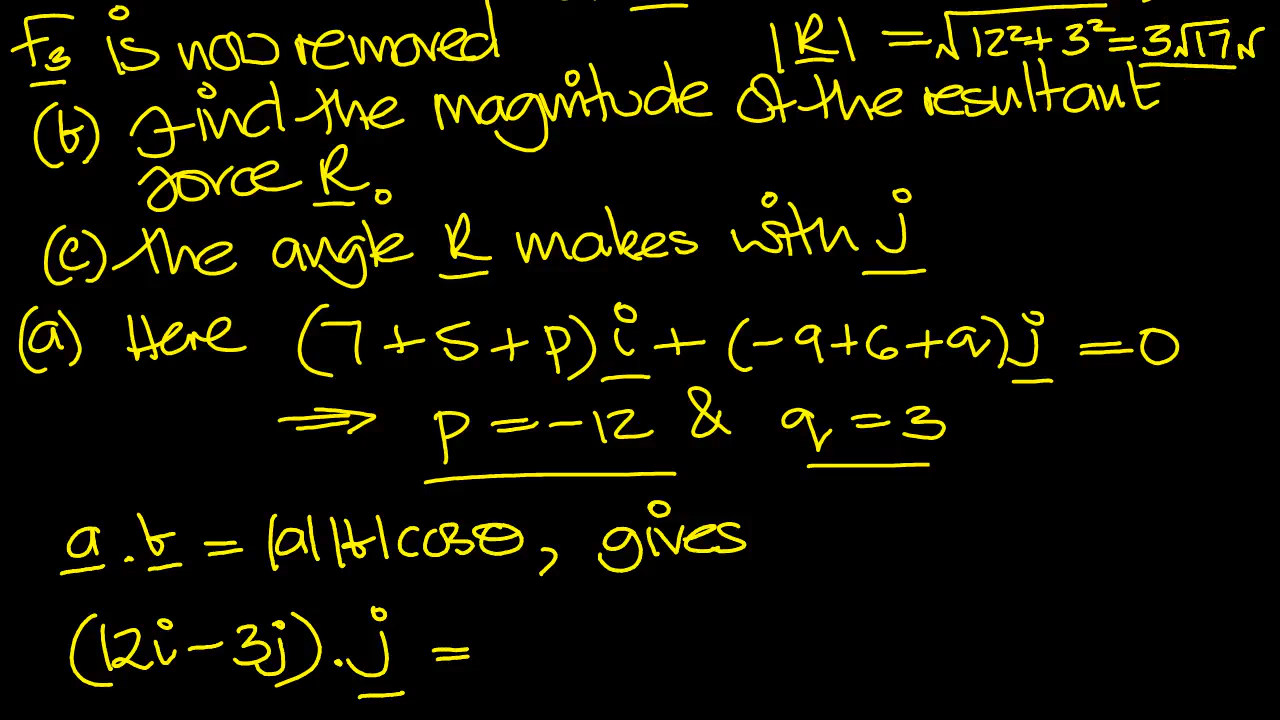 F₃ is now removed |R| = √12²+3² = 3√17 √
(b) find the magnitude of the resultant
force R.
(c) the angle R makes with j
(a) Here (7+5+p)i + (-9+6+q)j = 0
⇒ p = -12 & q = 3
a.b = |a||b|cosθ, gives
(12i-3j).j =